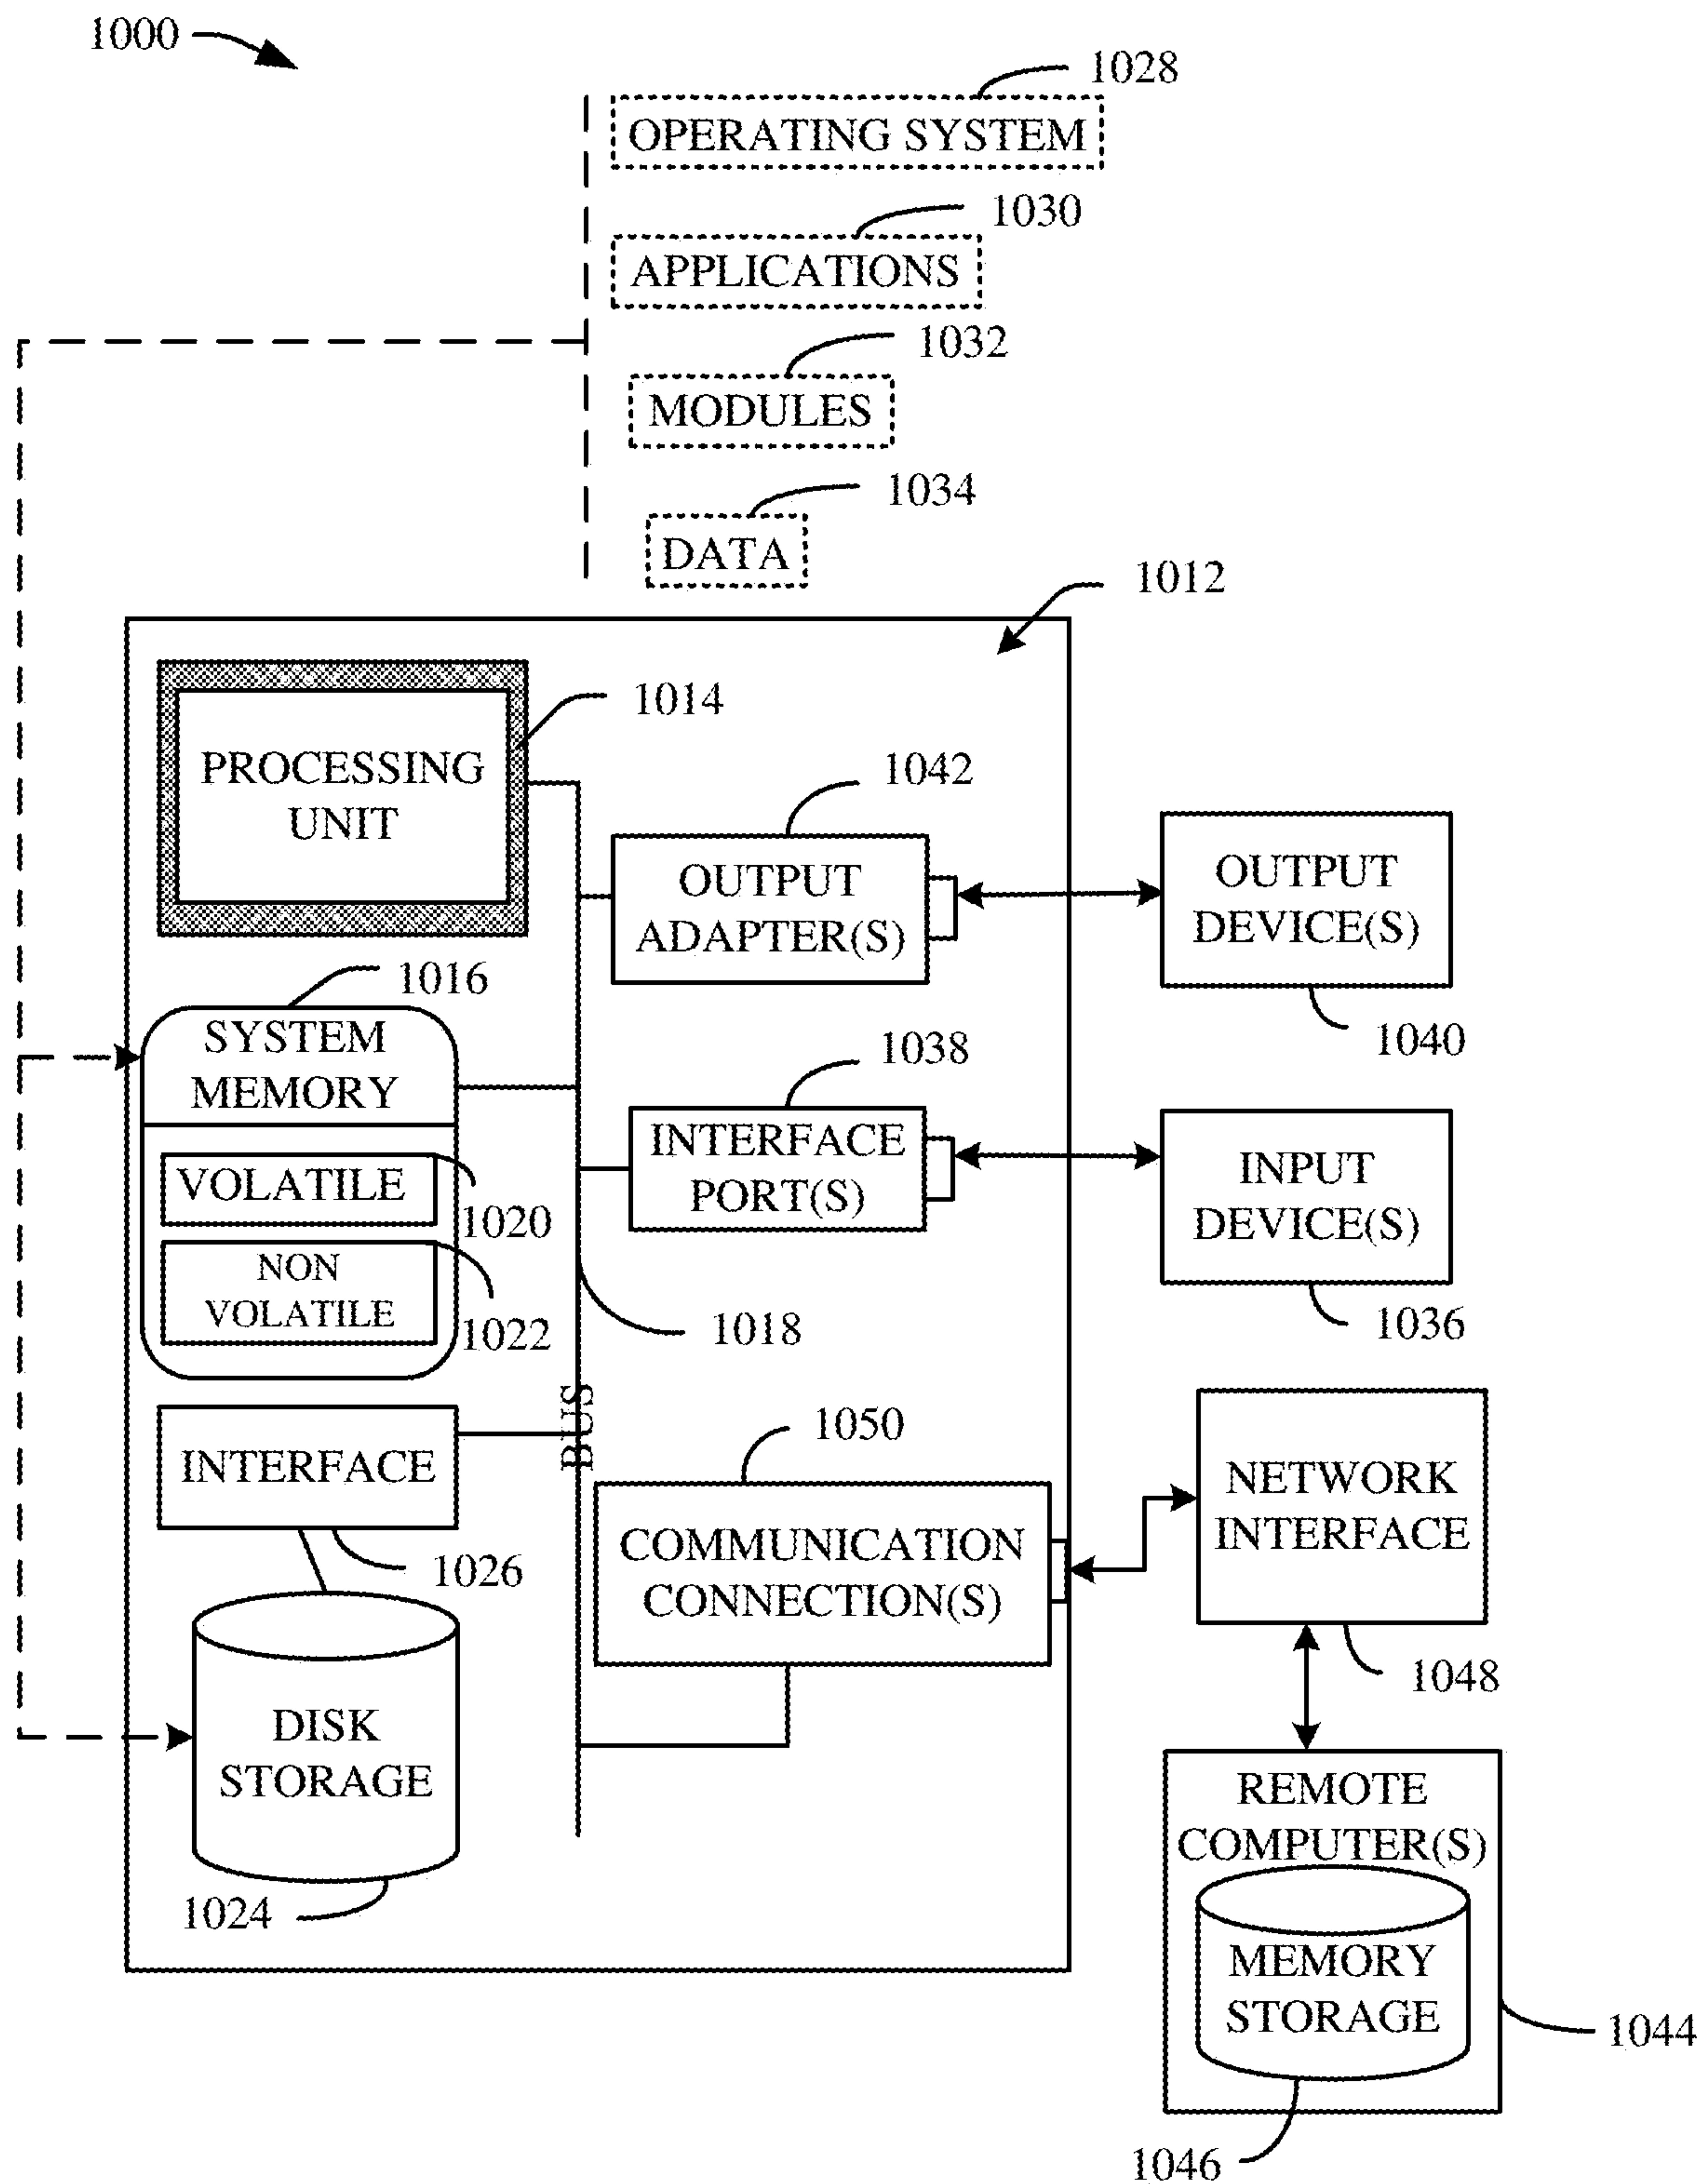 1000
1028
OPERATING SYSTEM
1030
APPLICATIONS
1032
MODULES
1034
DATA
1012
1014
PROCESSING
UNIT
1042
OUTPUT
ADAPTER(S)
OUTPUT
DEVICE(S)
1040
1016
SYSTEM
MEMORY
VOLATILE
1020
NON
VOLATILE
1022
1038
INTERFACE
PORT(S)
INPUT
DEVICE(S)
1036
1018
BUS
INTERFACE
1026
1050
COMMUNICATION
CONNECTION(S)
NETWORK
INTERFACE
1048
DISK
STORAGE
1024
REMOTE
COMPUTER(S)
MEMORY
STORAGE
1044
1046